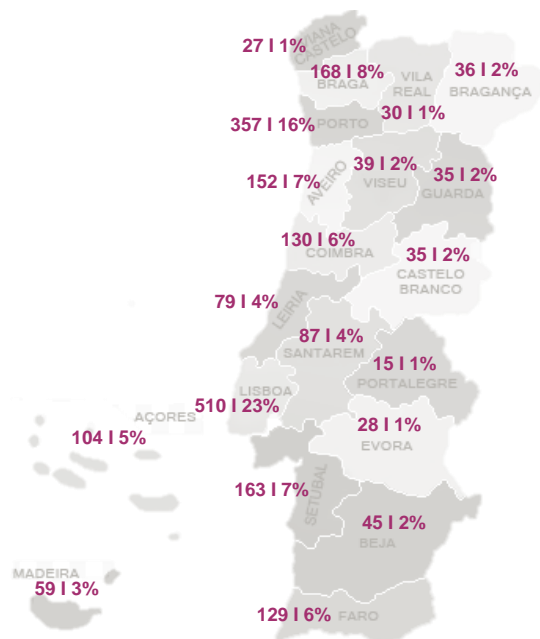 VIANA
CASTELO
27 I 1%
168 I 8%
BRAGA
VILA
REAL
30 I 1%
36 I 2%
BRAGANÇA
357 I 16%
PORTO
152 I 7%
AVEIRO
39 I 2%
VISEU
35 I 2%
GUARDA
130 I 6%
COIMBRA
35 I 2%
CASTELO
BRANCO
79 I 4%
LEIRIA
87 I 4%
SANTAREM
15 I 1%
PORTALEGRE
LISBOA
510 I 23%
AÇORES
104 I 5%
28 I 1%
EVORA
163 I 7%
SETUBAL
45 I 2%
BEJA
MADEIRA
59 I 3%
129 I 6%
FARO